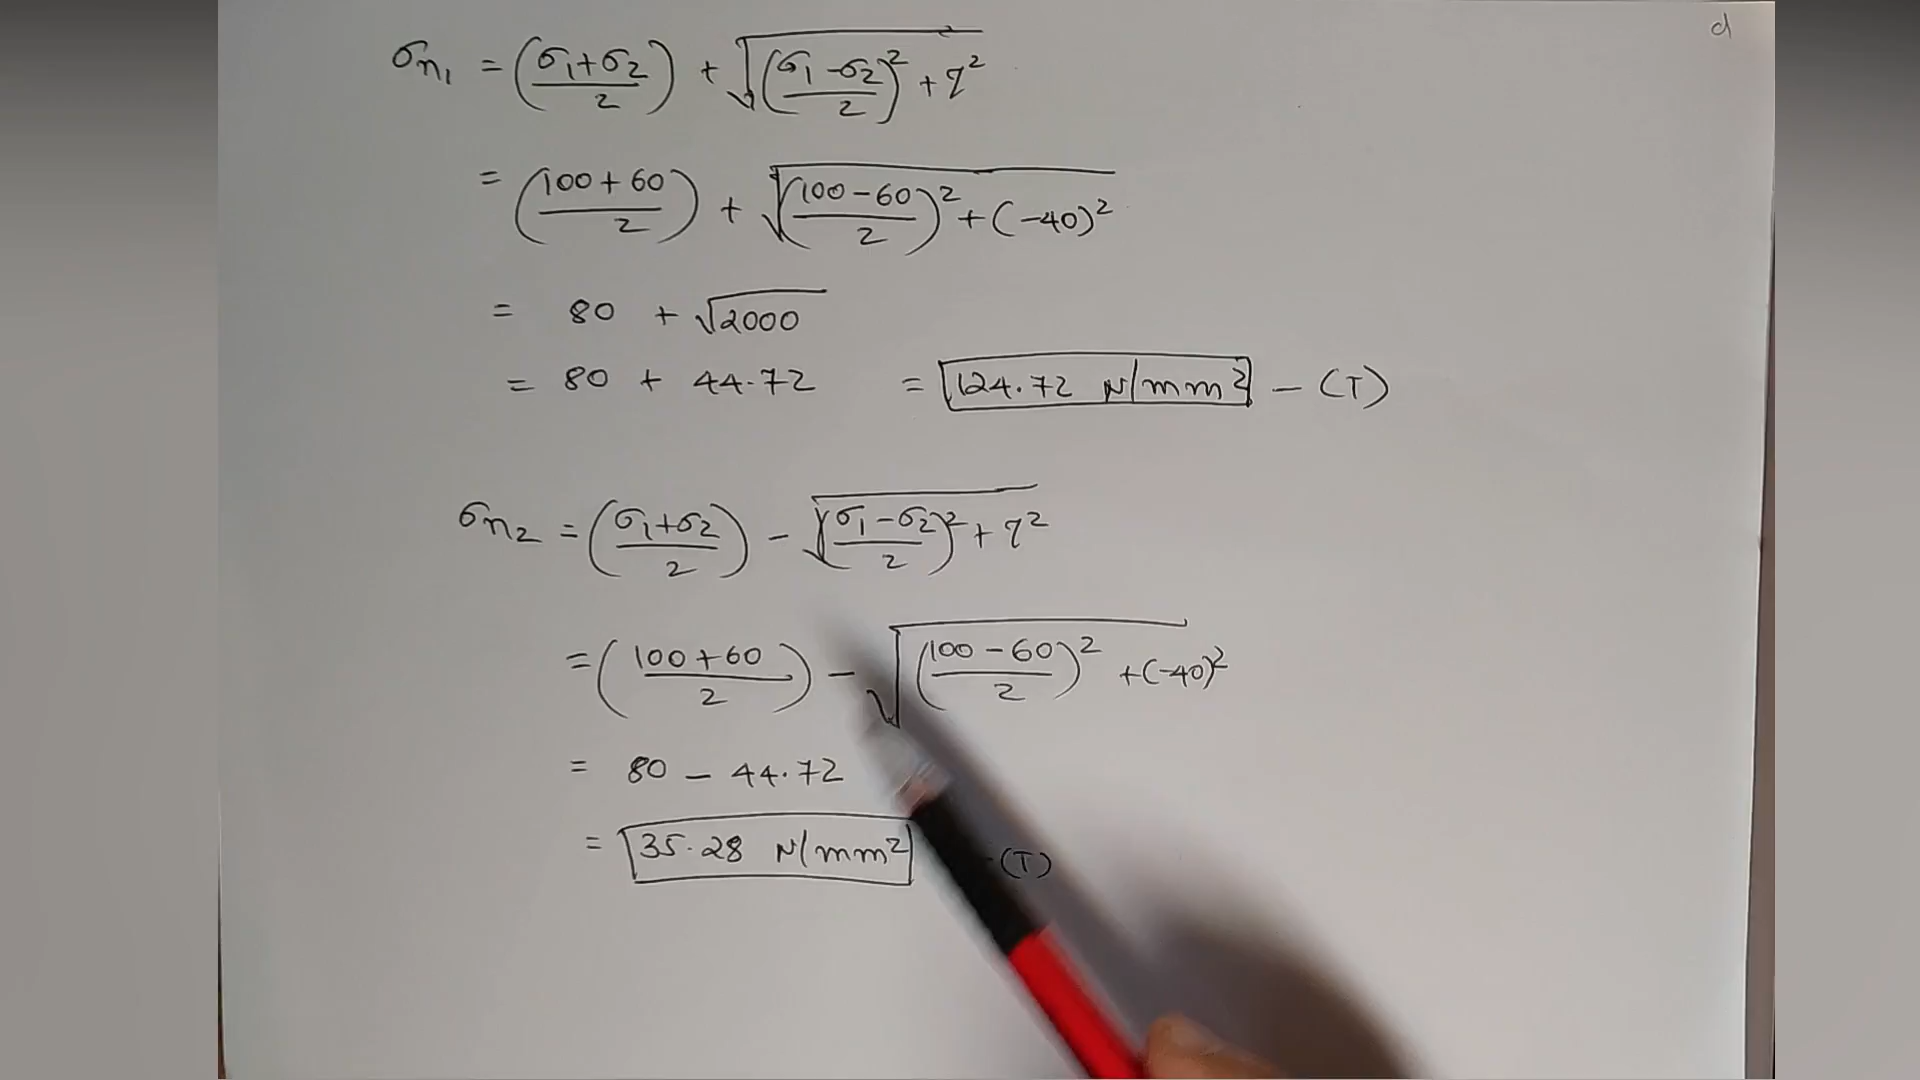 d
σn₁ = ((σ₁+σ₂)/2) + √(((σ₁-σ₂)/2)² + q²)
= ((100+60)/2) + √(((100-60)/2)² + (-40)²)
= 80 + √2000
= 80 + 44.72 = 124.72 N/mm² - (T)
σn₂ = ((σ₁+σ₂)/2) - √(((σ₁-σ₂)/2)² + q²)
= ((100+60)/2) - √(((100-60)/2)² + (-40)²)
= 80 - 44.72
= 35.28 N/mm² - (T)